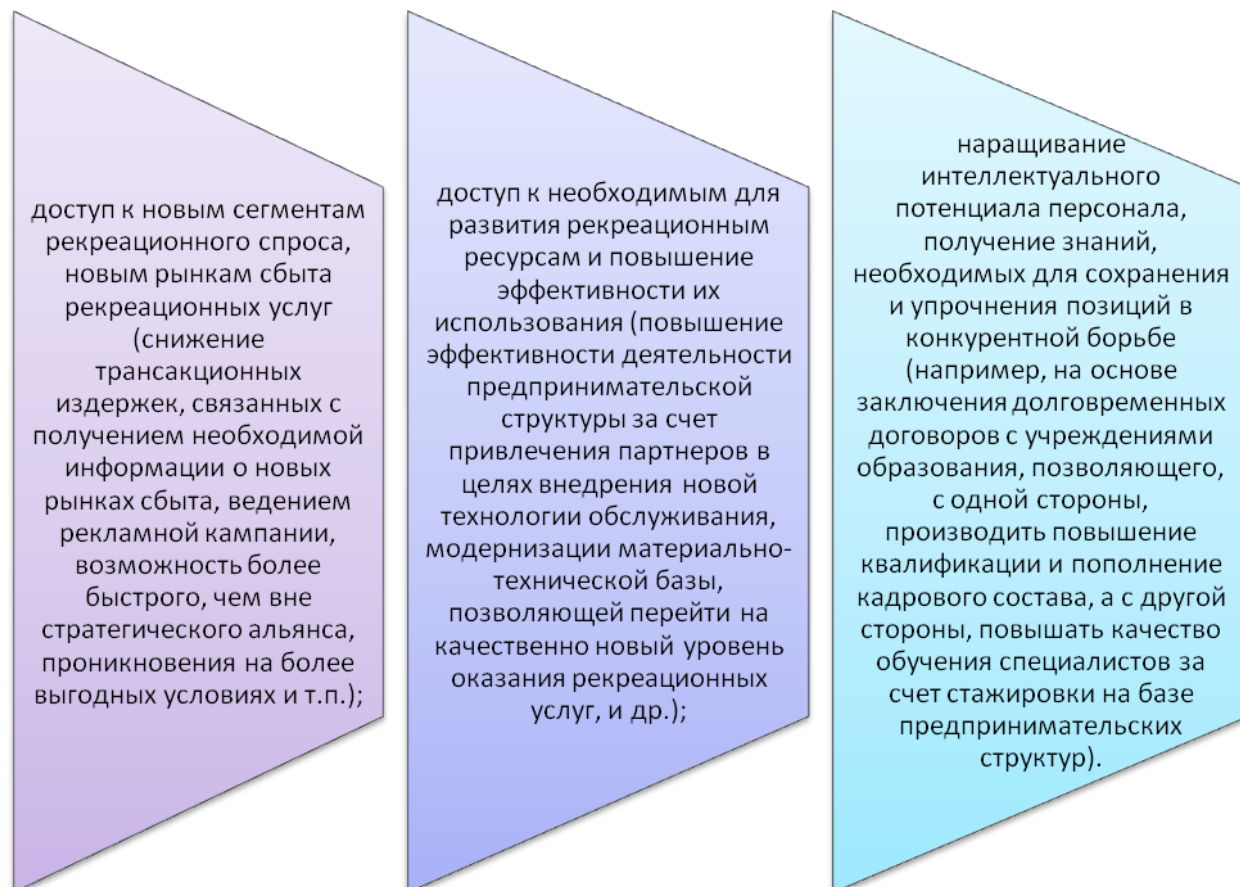 доступ к новым сегментам
рекреационного спроса,
новым рынкам сбыта
рекреационных услуг
(снижение
трансакционных
издержек, связанных с
получением необходимой
информации о новых
рынках сбыта, ведением
рекламной кампании,
возможность более
быстрого, чем вне
стратегического альянса,
проникновения на более
выгодных условиях и т.п.);
доступ к необходимым для
развития рекреационным
ресурсам и повышение
эффективности их
использования (повышение
эффективности деятельности
предпринимательской
структуры за счет
привлечения партнеров в
целях внедрения новой
технологии обслуживания,
модернизации материально-
технической базы,
позволяющей перейти на
качественно новый уровень
оказания рекреационных
услуг, и др.);
наращивание
интеллектуального
потенциала персонала,
получение знаний,
необходимых для сохранения
и упрочнения позиций в
конкурентной борьбе
(например, на основе
заключения долговременных
договоров с учреждениями
образования, позволяющего,
с одной стороны,
производить повышение
квалификации и пополнение
кадрового состава, а с другой
стороны, повышать качество
обучения специалистов за
счет стажировки на базе
предпринимательских
структур).